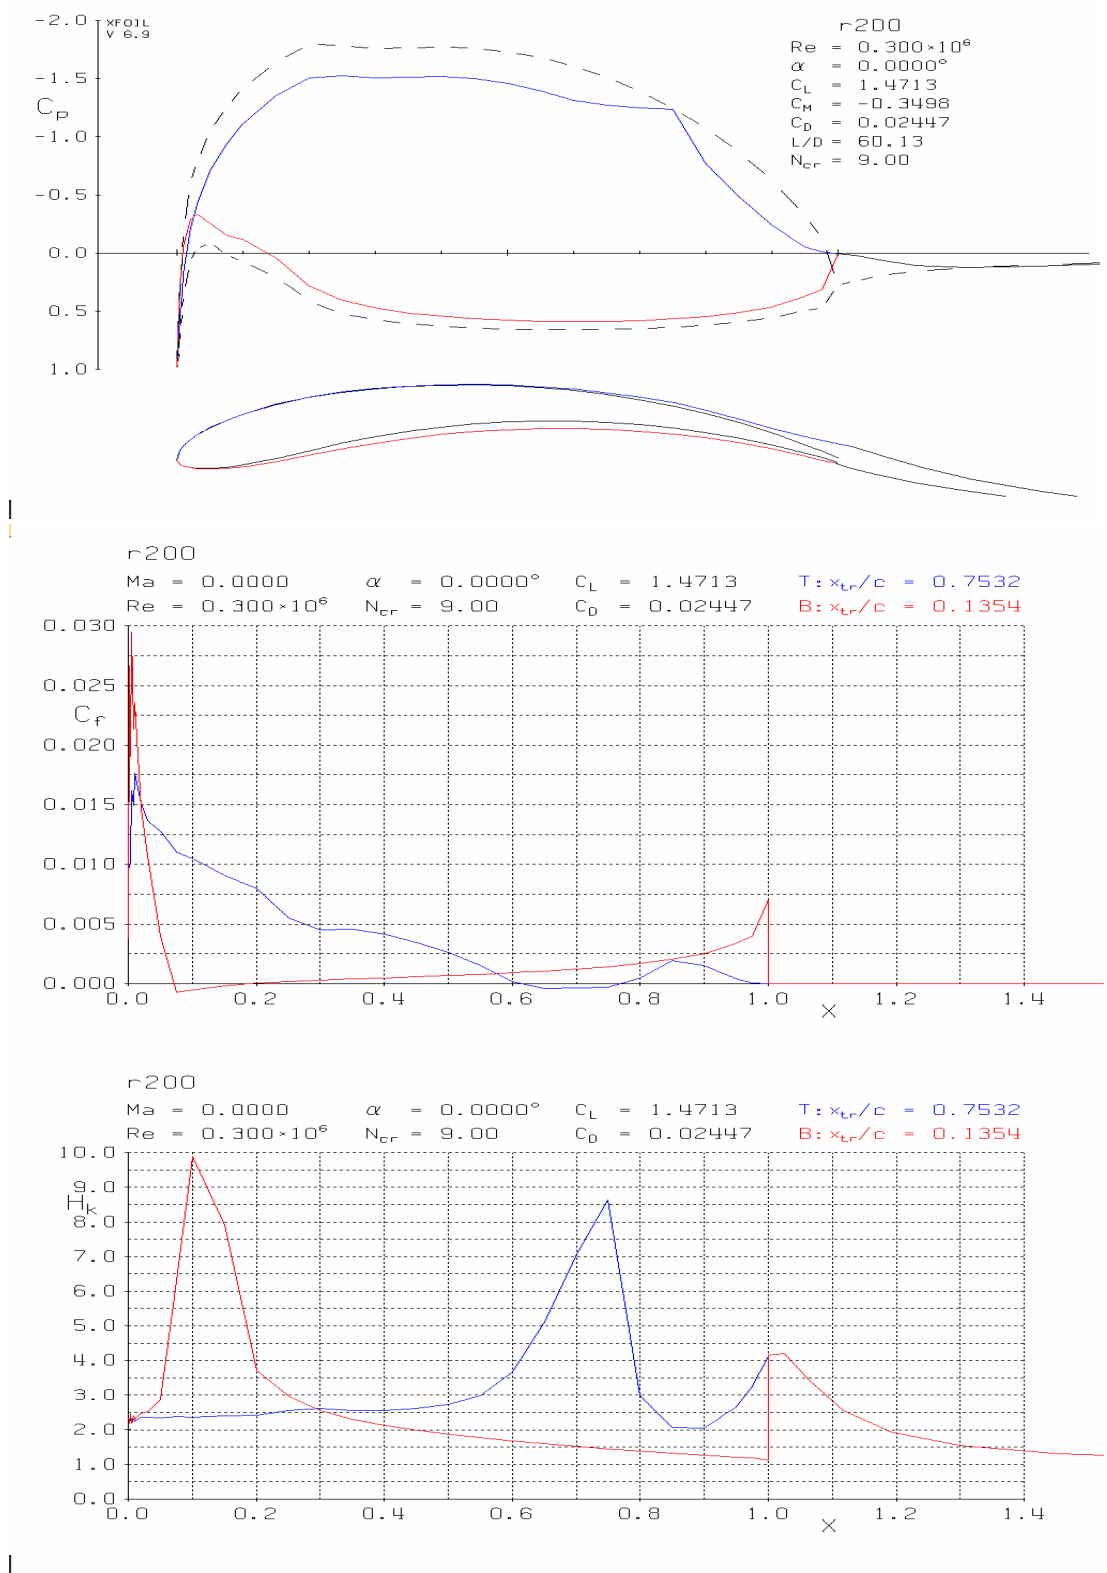 XFOIL
V 6.9
r200
Re = 0.300×10⁶
α = 0.0000°
C_L = 1.4713
C_M = -0.3498
C_D = 0.02447
L/D = 60.13
N_cr = 9.00
-2.0
-1.5
C_P
-1.0
-0.5
0.0
0.5
1.0
r200
Ma = 0.0000 α = 0.0000° C_L = 1.4713 T: x_tr/c = 0.7532
Re = 0.300×10⁶ N_cr = 9.00 C_D = 0.02447 B: x_tr/c = 0.1354
0.030
0.025
C_f
0.020
0.015
0.010
0.005
0.000
0.0 0.2 0.4 0.6 0.8 1.0 X 1.2 1.4
r200
Ma = 0.0000 α = 0.0000° C_L = 1.4713 T: x_tr/c = 0.7532
Re = 0.300×10⁶ N_cr = 9.00 C_D = 0.02447 B: x_tr/c = 0.1354
10.0
9.0
H_k
8.0
7.0
6.0
5.0
4.0
3.0
2.0
1.0
0.0
0.0 0.2 0.4 0.6 0.8 1.0 X 1.2 1.4